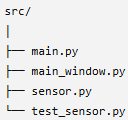 src/
│
├── main.py
├── main_window.py
├── sensor.py
└── test_sensor.py